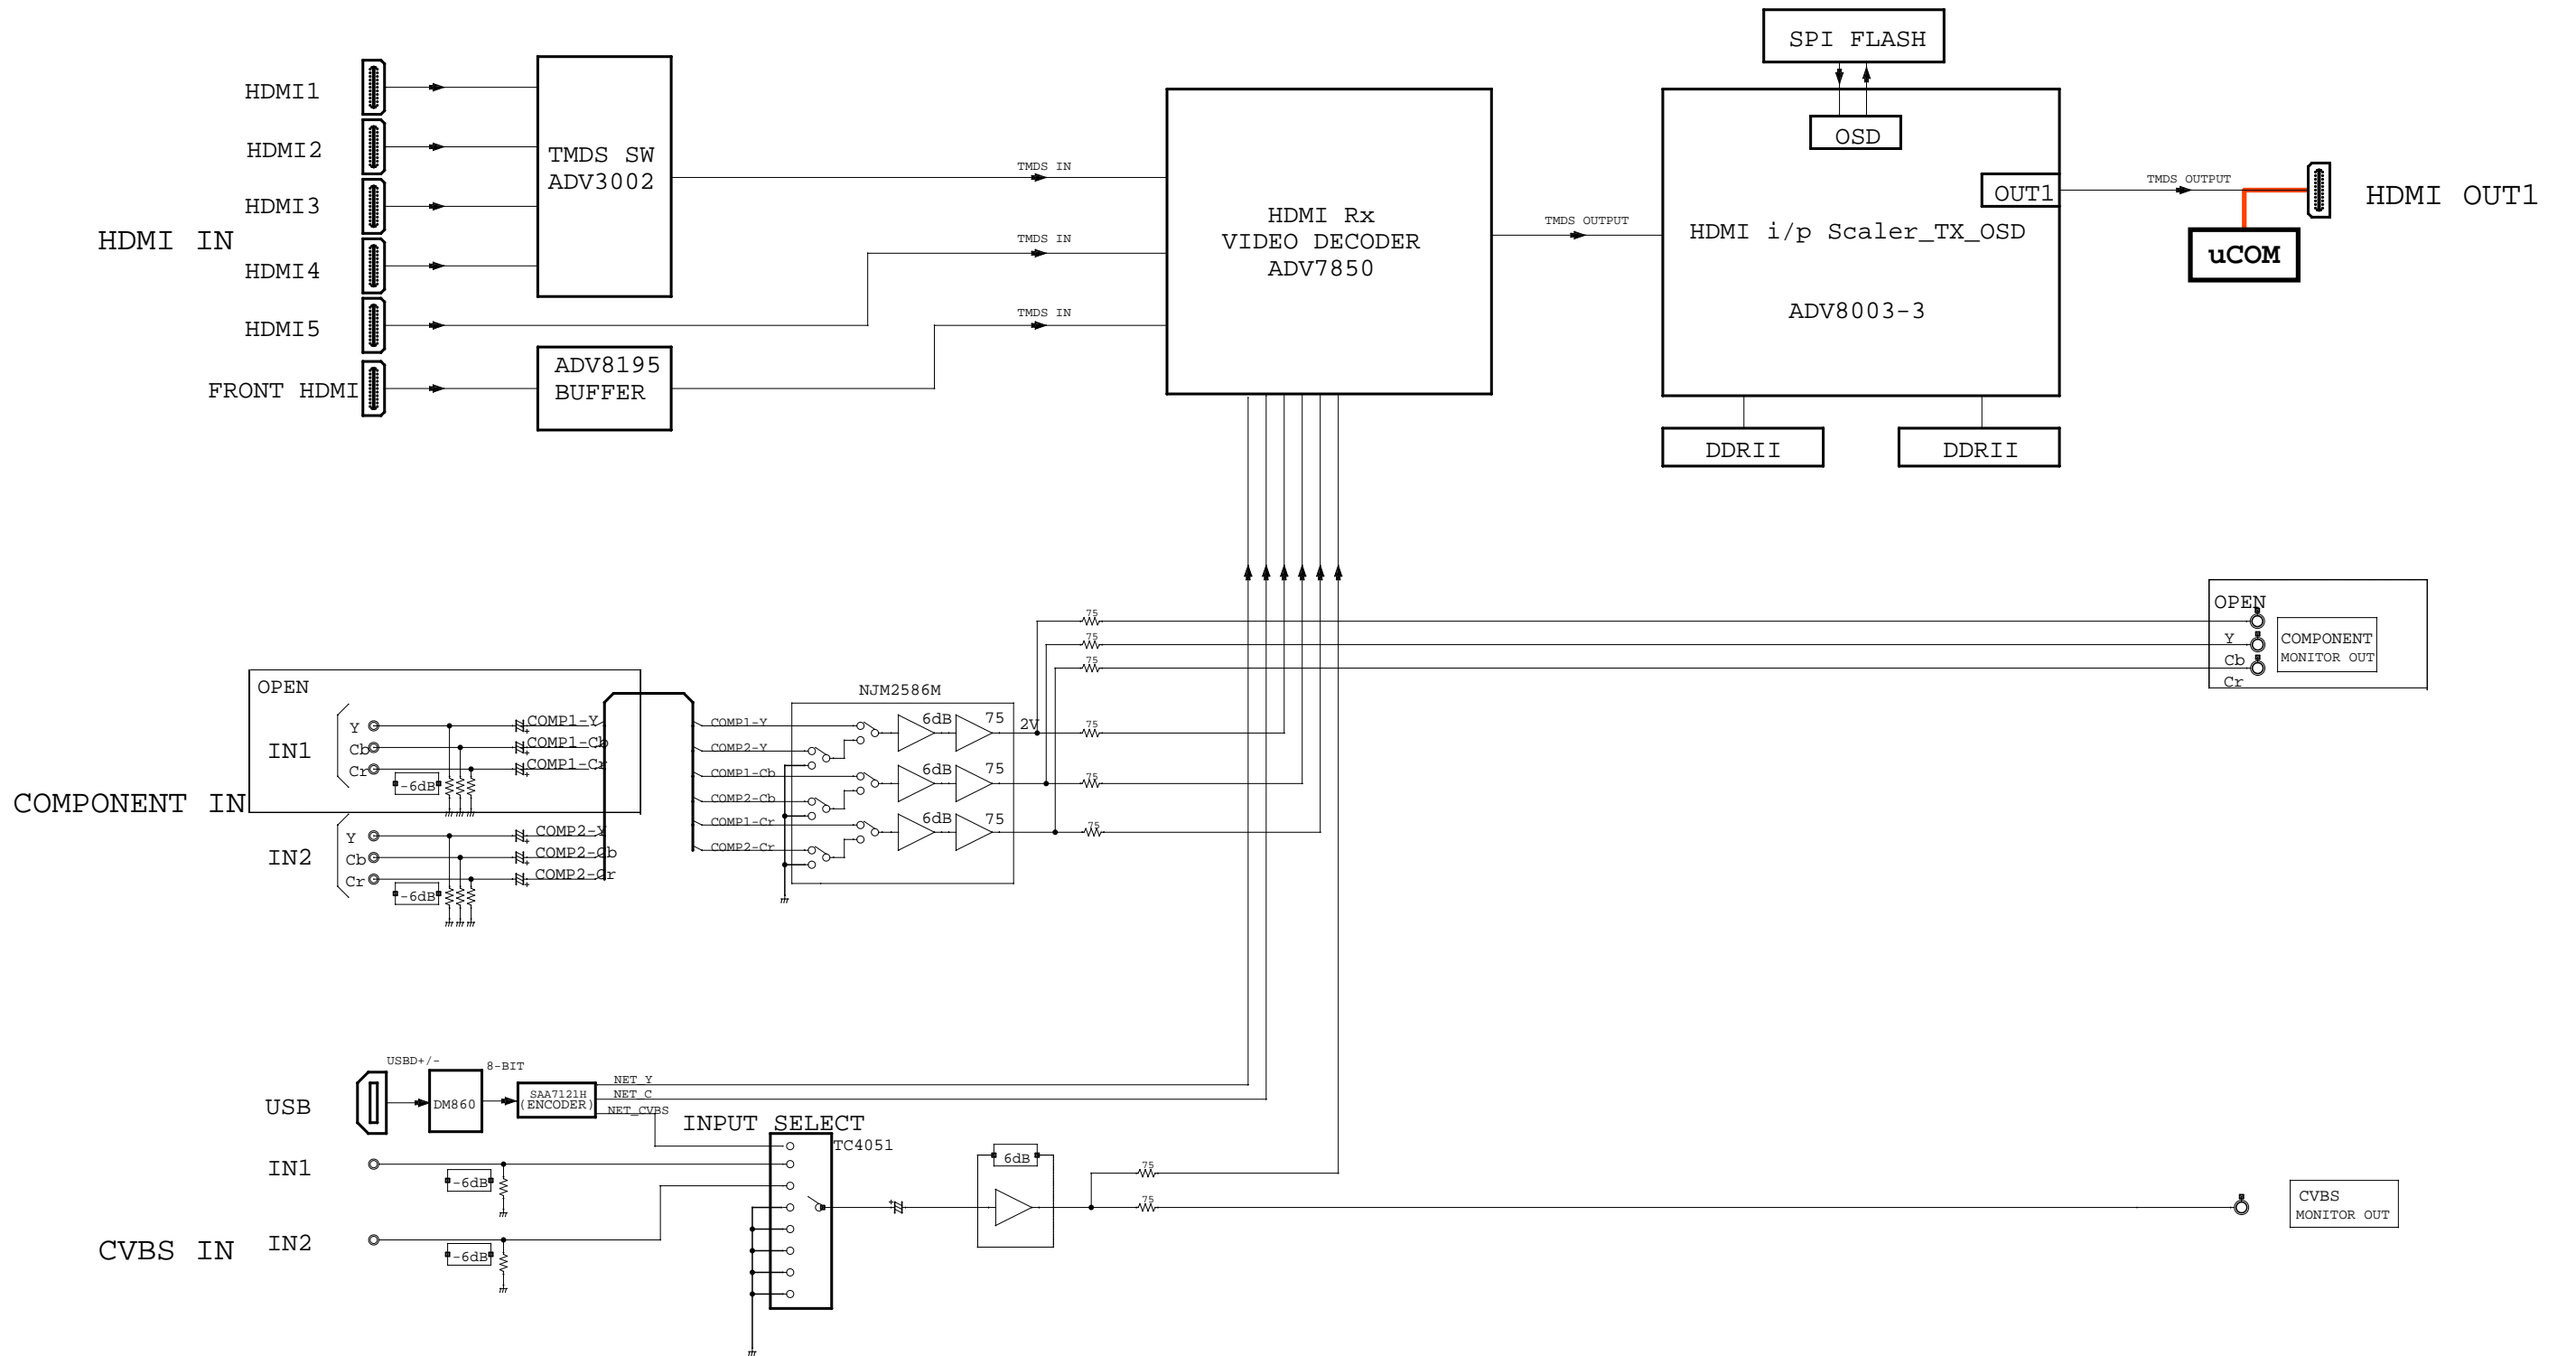 SPI FLASH
HDMI1
HDMI2
HDMI3
HDMI IN
HDMI4
HDMI5
FRONT HDMI
TMDS SW
ADV3002
ADV8195
BUFFER
TMDS IN
TMDS IN
TMDS IN
HDMI Rx
VIDEO DECODER
ADV7850
TMDS OUTPUT
OSD
OUT1
HDMI i/p Scaler_TX_OSD
ADV8003-3
DDRII
DDRII
TMDS OUTPUT
HDMI OUT1
uCOM
75
75
75
OPEN
Y
Cb
Cr
COMPONENT
MONITOR OUT
OPEN
IN1
Y
Cb
Cr
-6dB
COMP1-Y
COMP1-Cb
COMP1-Cr
COMPONENT IN
IN2
Y
Cb
Cr
-6dB
COMP2-Y
COMP2-Cb
COMP2-Cr
NJM2586M
COMP1-Y
COMP2-Y
COMP1-Cb
COMP2-Cb
COMP1-Cr
COMP2-Cr
6dB
75
2V
75
6dB
75
75
6dB
75
75
USBD+/-
8-BIT
USB
DM860
SAA7121H
(ENCODER)
NET_Y
NET_C
NET_CVBS
INPUT SELECT
TC4051
IN1
-6dB
CVBS IN
IN2
-6dB
6dB
75
75
CVBS
MONITOR OUT